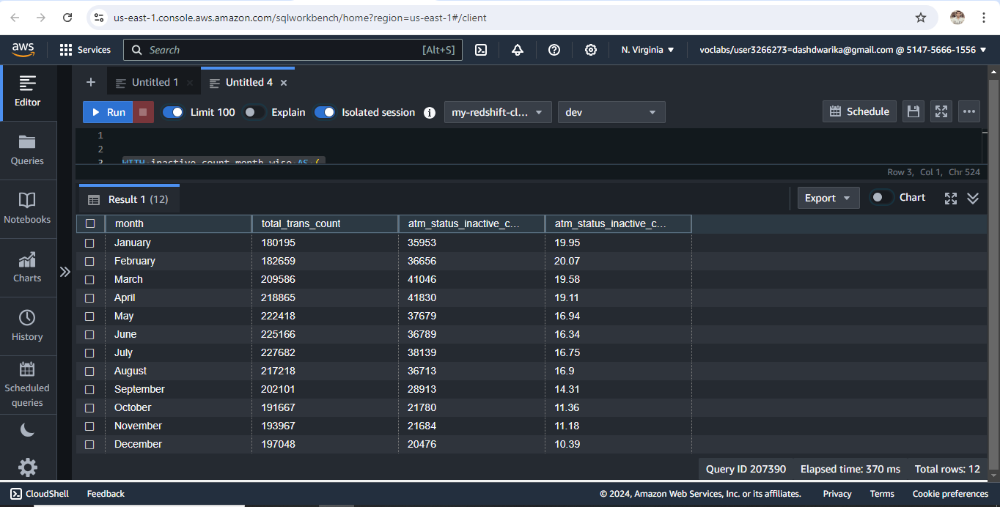 us-east-1.console.aws.amazon.com/sqlworkbench/home?region=us-east-1#/client
aws Services Search [Alt+S] N. Virginia voclabs/user3266273=dashdwarika@gmail.com @ 5147-5666-1556
Editor
Queries
Notebooks
Charts
History
Scheduled queries
+ Untitled 1 × Untitled 4 ×
Run Limit 100 Explain Isolated session i my-redshift-cl... dev Schedule
1
2
3 WITH inactive_count_month_wise AS (
Row 3, Col 1, Chr 524
Result 1 (12) Export Chart
month total_trans_count atm_status_inactive_c... atm_status_inactive_c...
January 180195 35953 19.95
February 182659 36656 20.07
March 209586 41046 19.58
April 218865 41830 19.11
May 222418 37679 16.94
June 225166 36789 16.34
July 227682 38139 16.75
August 217218 36713 16.9
September 202101 28913 14.31
October 191667 21780 11.36
November 193967 21684 11.18
December 197048 20476 10.39
Query ID 207390 Elapsed time: 370 ms Total rows: 12
CloudShell Feedback © 2024, Amazon Web Services, Inc. or its affiliates. Privacy Terms Cookie preferences